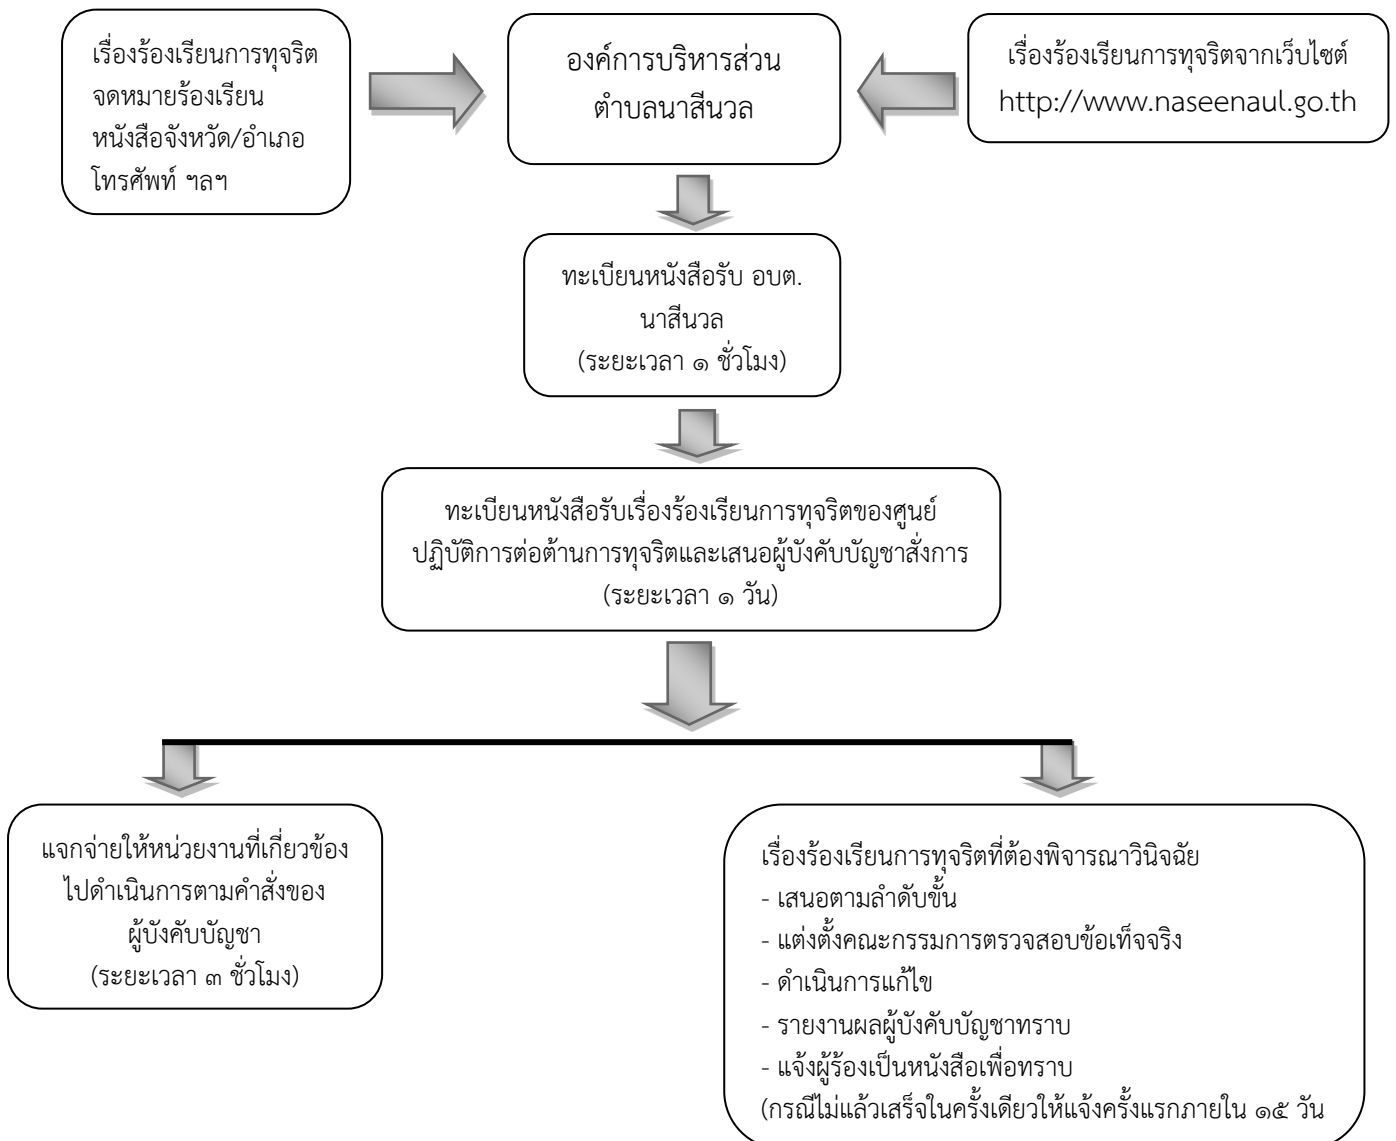 เรื่องร้องเรียนการทุจริต
จดหมายร้องเรียน
หนังสือจังหวัด/อำเภอ
โทรศัพท์ ฯลฯ
องค์การบริหารส่วน
ตำบลนาสีนวล
เรื่องร้องเรียนการทุจริตจากเว็บไซต์
http://www.naseenaul.go.th
ทะเบียนหนังสือรับ อบต.
นาสีนวล
(ระยะเวลา ๑ ชั่วโมง)
ทะเบียนหนังสือรับเรื่องร้องเรียนการทุจริตของศูนย์
ปฏิบัติการต่อต้านการทุจริตและเสนอผู้บังคับบัญชาสั่งการ
(ระยะเวลา ๑ วัน)
แจกจ่ายให้หน่วยงานที่เกี่ยวข้อง
ไปดำเนินการตามคำสั่งของ
ผู้บังคับบัญชา
(ระยะเวลา ๓ ชั่วโมง)
เรื่องร้องเรียนการทุจริตที่ต้องพิจารณาวินิจฉัย
- เสนอตามลำดับขั้น
- แต่งตั้งคณะกรรมการตรวจสอบข้อเท็จจริง
- ดำเนินการแก้ไข
- รายงานผลผู้บังคับบัญชาทราบ
- แจ้งผู้ร้องเป็นหนังสือเพื่อทราบ
(กรณีไม่แล้วเสร็จในครั้งเดียวให้แจ้งครั้งแรกภายใน ๑๕ วัน